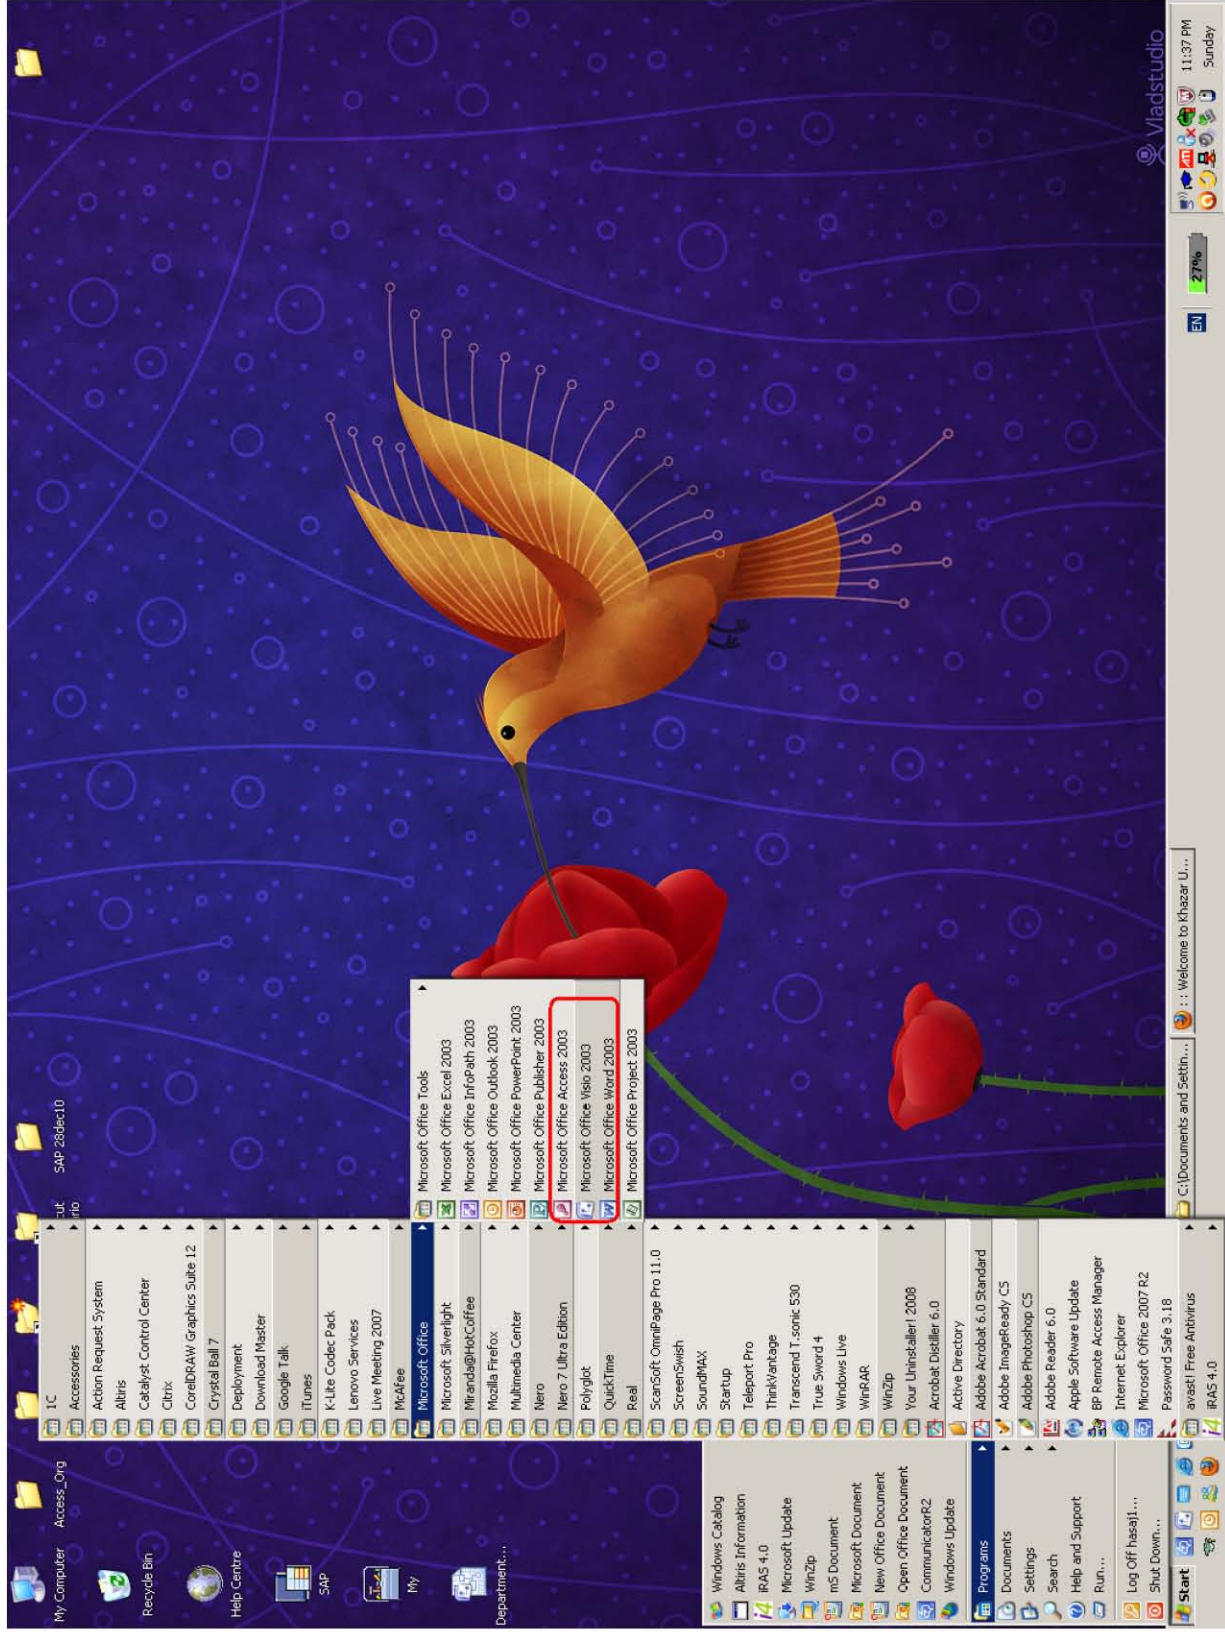 My Computer
Access_Org
SAP 28dec10
Recycle Bin
Help Centre
SAP
My
Department...
Vladstudio
Windows Catalog
Altiris Information
iRAS 4.0
Microsoft Update
WinZip
mS Document
Microsoft Document
New Office Document
Open Office Document
CommunicatorR2
Windows Update
Programs
Documents
Settings
Search
Help and Support
Run...
Log Off hasaj1...
Shut Down...
1C
Accessories
Action Request System
Altiris
Catalyst Control Center
Citrix
CorelDRAW Graphics Suite 12
Crystal Ball 7
Deployment
Download Master
Google Talk
iTunes
K-Lite Codec Pack
Lenovo Services
Live Meeting 2007
McAfee
Microsoft Office
Microsoft Silverlight
Miranda@HotCoffee
Mozilla Firefox
Multimedia Center
Nero
Nero 7 Ultra Edition
Polyglot
QuickTime
Real
ScanSoft OmniPage Pro 11.0
ScreenSwish
SoundMAX
Startup
Teleport Pro
ThinkVantage
Transcend T.sonic 530
True Sword 4
Windows Live
WinRAR
WinZip
Your Uninstaller! 2008
Acrobat Distiller 6.0
Active Directory
Adobe Acrobat 6.0 Standard
Adobe ImageReady CS
Adobe Photoshop CS
Adobe Reader 6.0
Apple Software Update
BP Remote Access Manager
Internet Explorer
Microsoft Office 2007 R2
Password Safe 3.18
avast! Free Antivirus
iRAS 4.0
Microsoft Office Tools
Microsoft Office Excel 2003
Microsoft Office InfoPath 2003
Microsoft Office Outlook 2003
Microsoft Office PowerPoint 2003
Microsoft Office Publisher 2003
Microsoft Office Access 2003
Microsoft Office Visio 2003
Microsoft Office Word 2003
Microsoft Office Project 2003
Start
C:\Documents and Settin...
: : Welcome to Khazar U...
EN
27%
11:37 PM
Sunday